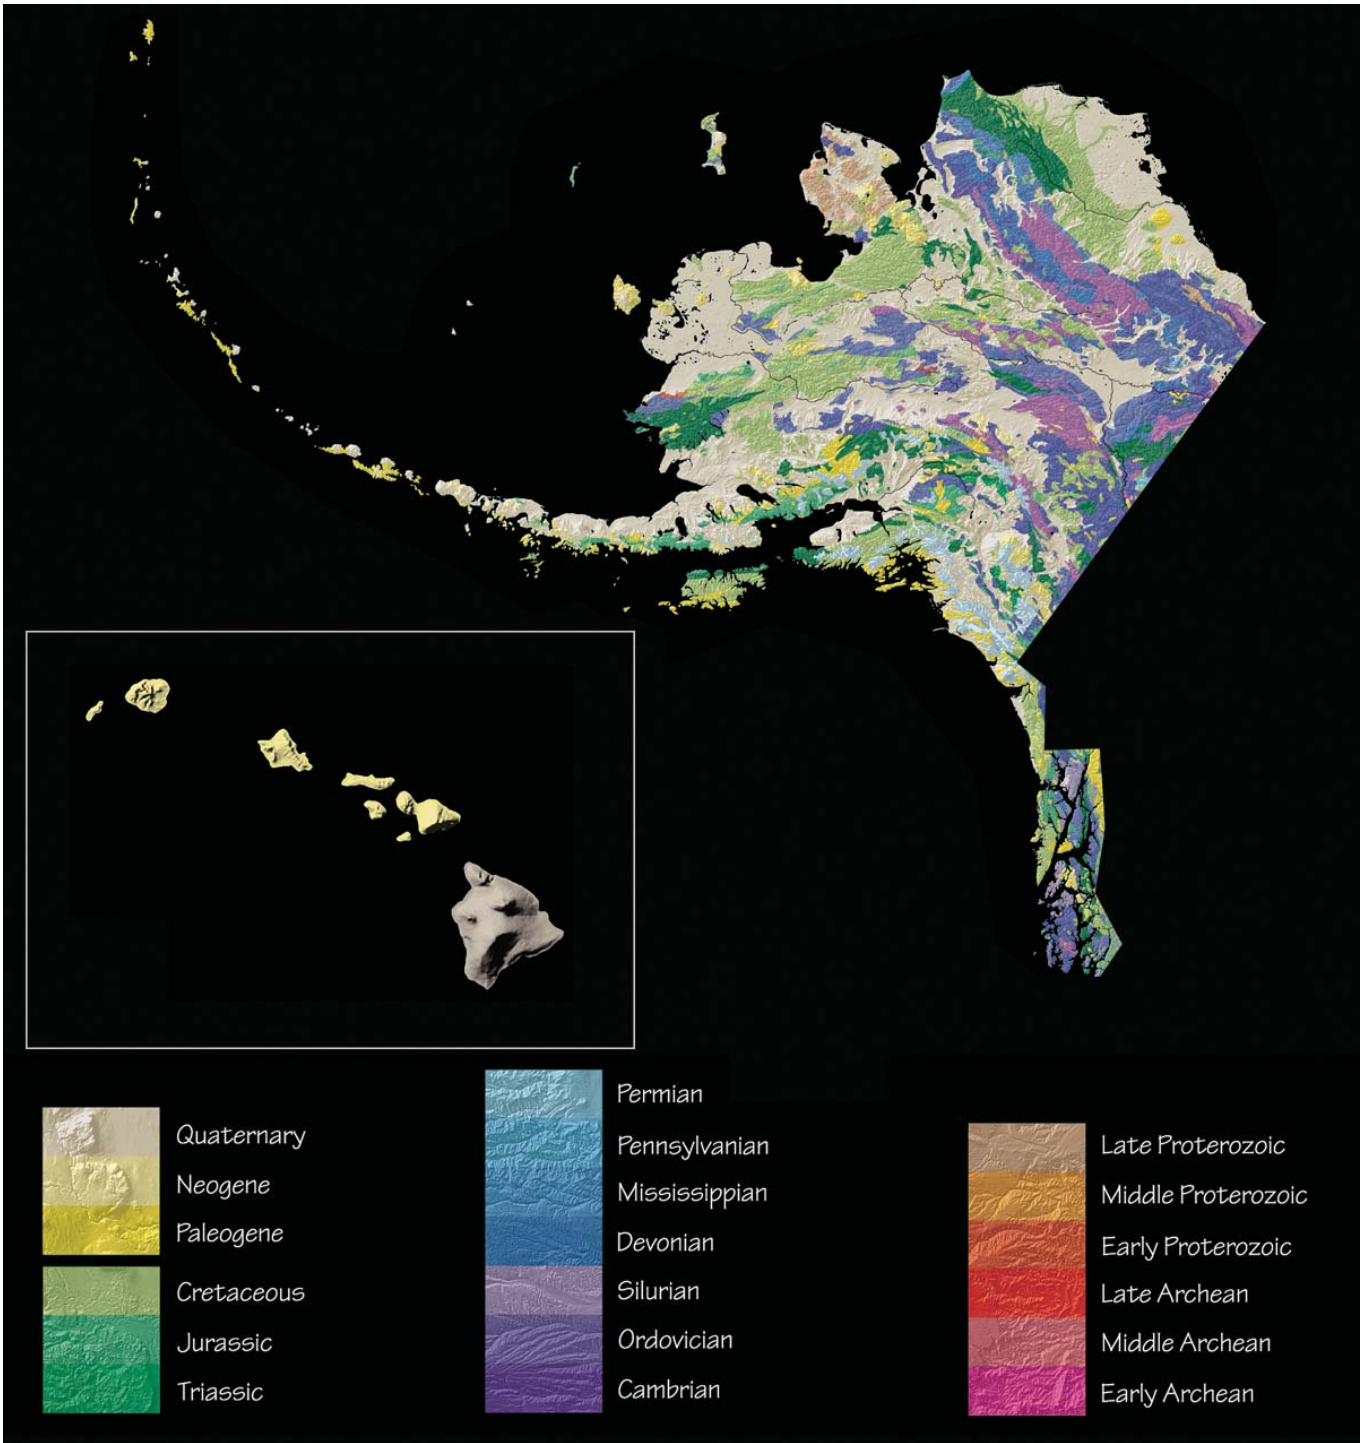 Quaternary
Neogene
Paleogene
Cretaceous
Jurassic
Triassic
Permian
Pennsylvanian
Mississippian
Devonian
Silurian
Ordovician
Cambrian
Late Proterozoic
Middle Proterozoic
Early Proterozoic
Late Archean
Middle Archean
Early Archean